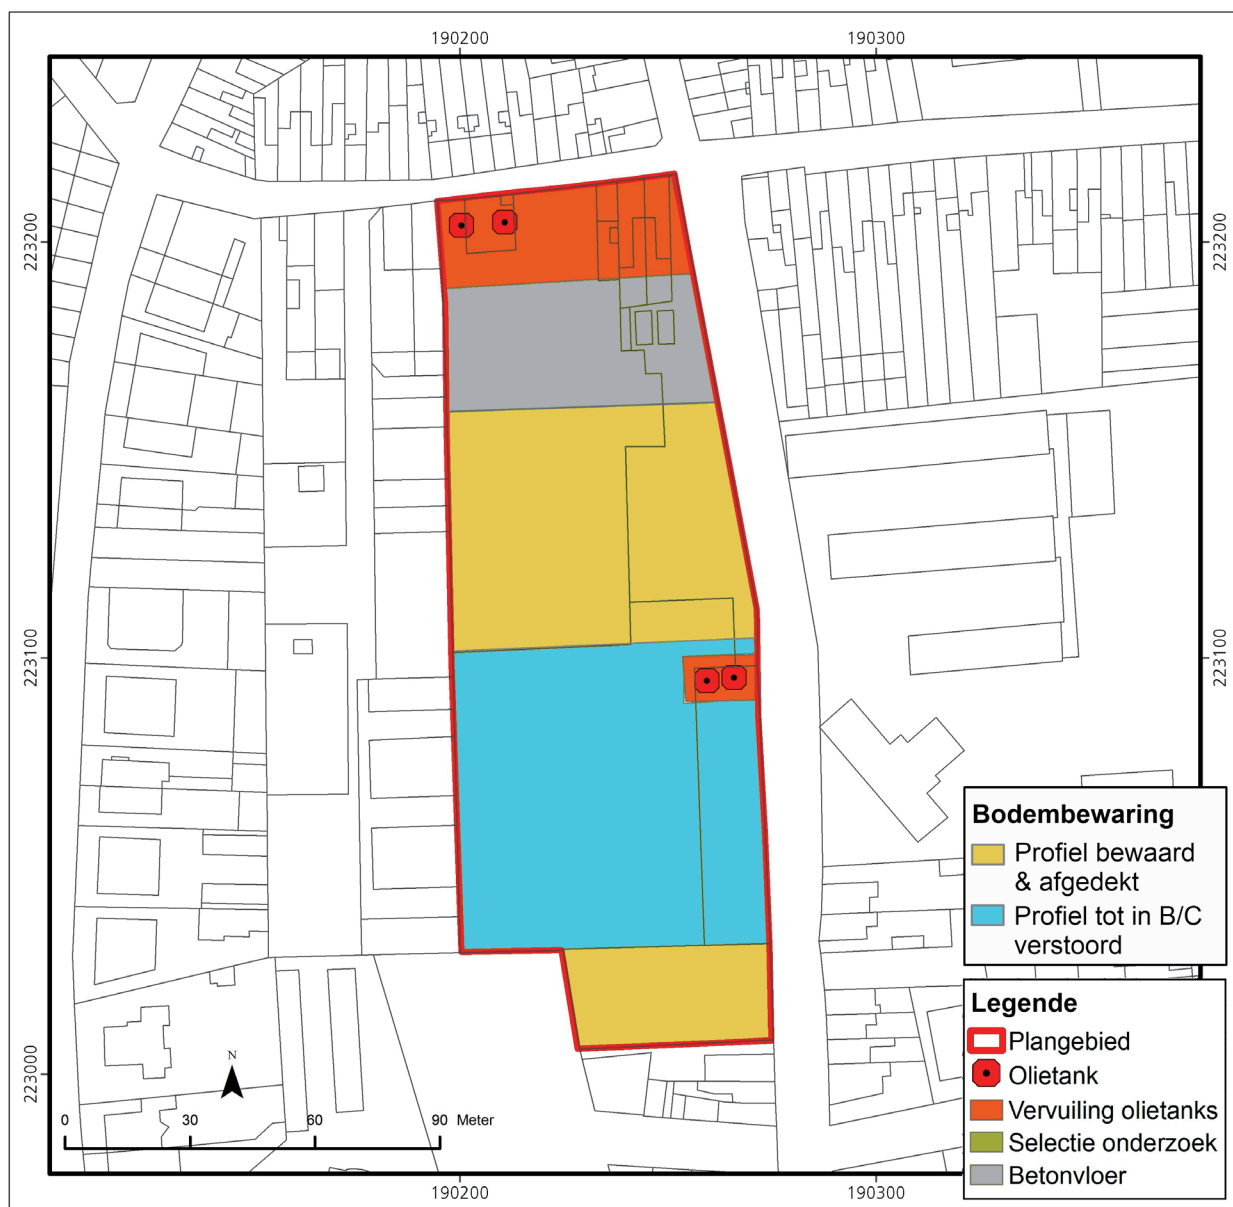 190200
190300
223200
223200
223100
223100
223000
Bodembewaring
Profiel bewaard
& afgedekt
Profiel tot in B/C
verstoord
Legende
Plangebied
Olietank
Vervuiling olietanks
Selectie onderzoek
Betonvloer
N
0 30 60 90 Meter
190200
190300